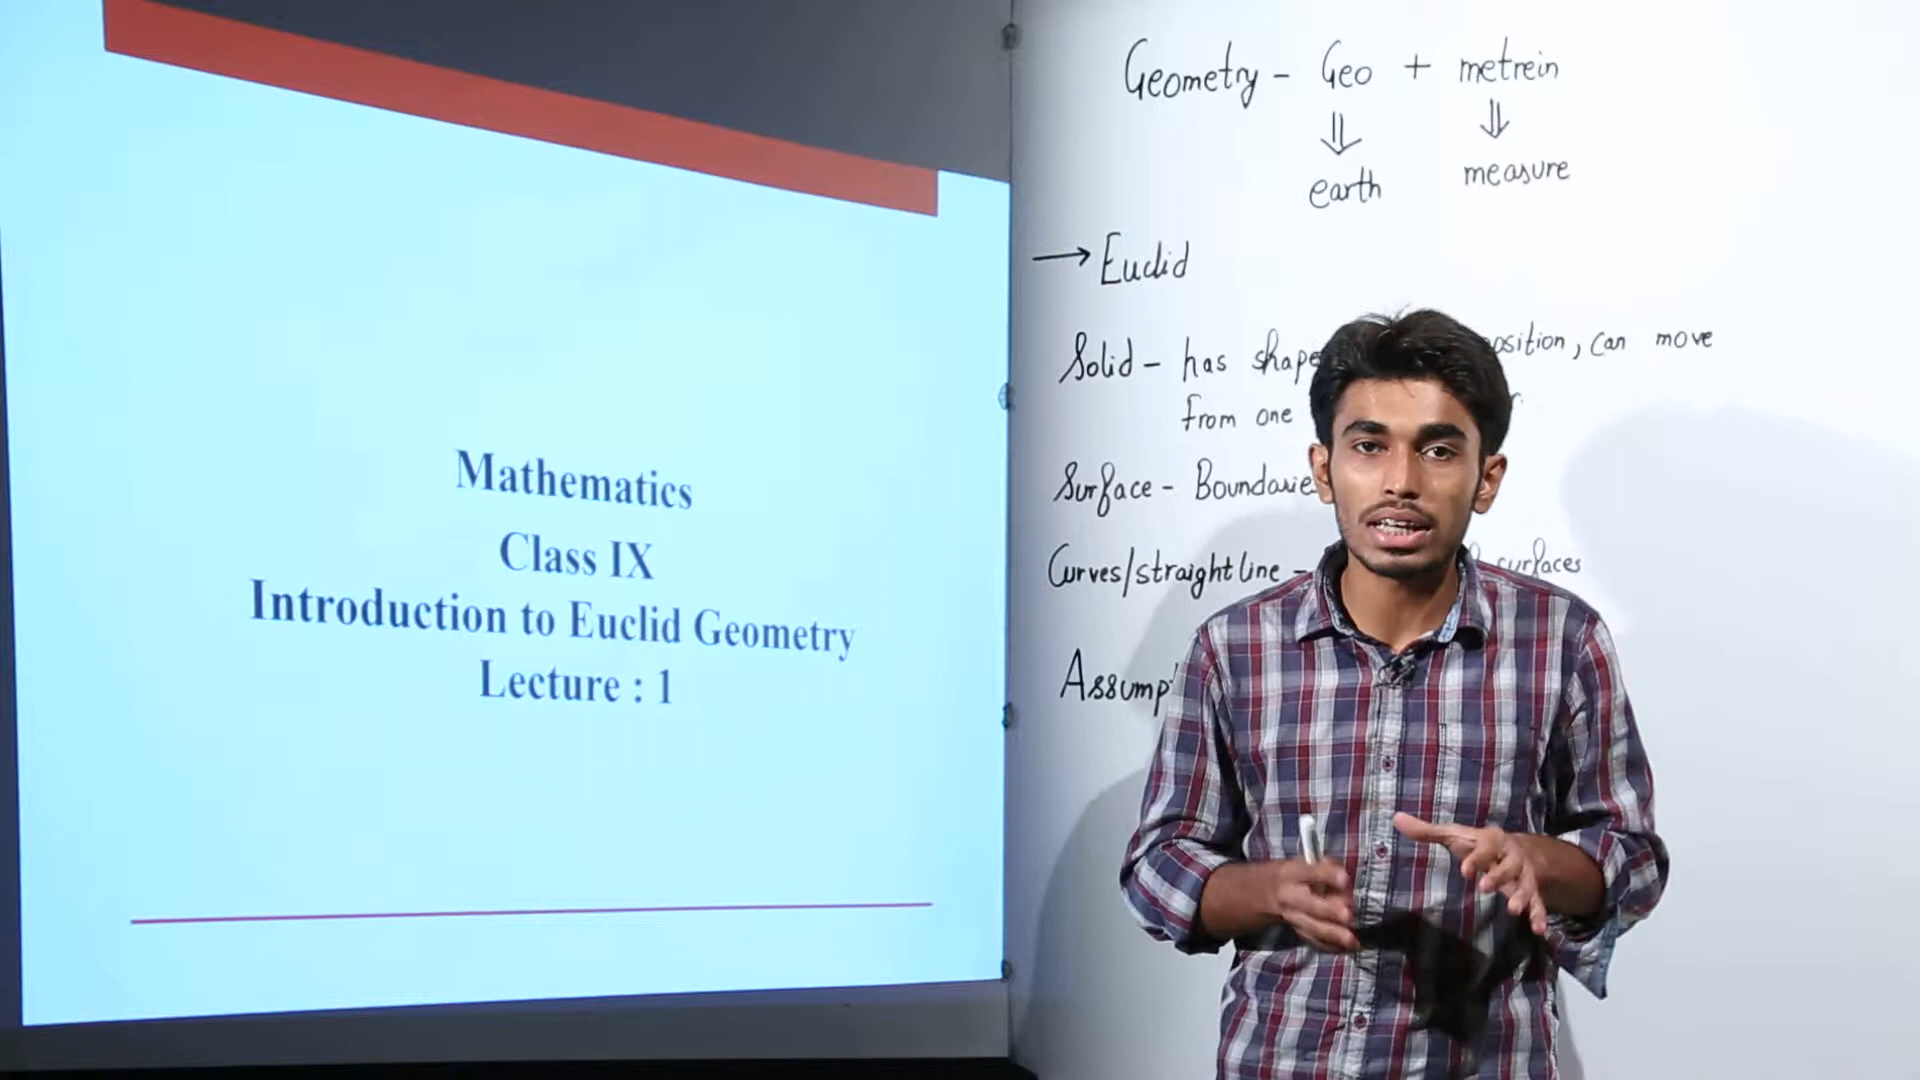 Mathematics
Class IX
Introduction to Euclid Geometry
Lecture : 1
Geometry - Geo + metrein
⇓ ⇓
earth measure
→ Euclid
Solid - has shape position, can move
from one
Surface - Boundaries
Curves/straight line - surfaces